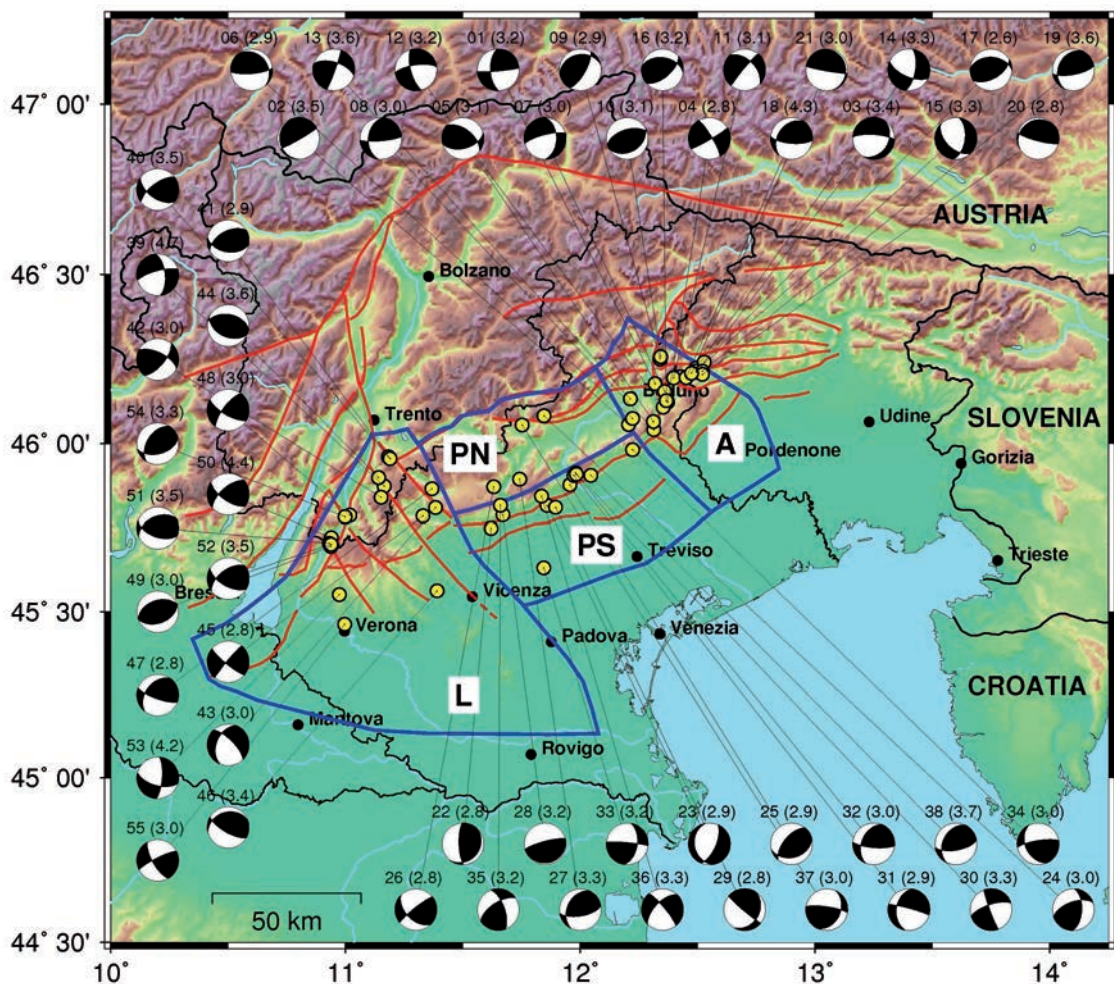 06 (2.9) 13 (3.6) 12 (3.2) 01 (3.2) 09 (2.9) 16 (3.2) 11 (3.1) 21 (3.0) 14 (3.3) 17 (2.6) 19 (3.6)
47˚ 00'
02 (3.5) 08 (3.0) 05 (3.1) 07 (3.0) 10 (3.1) 04 (2.8) 18 (4.3) 03 (3.4) 15 (3.3) 20 (2.8)
40 (3.5)
41 (2.9)
AUSTRIA
39 (4.7)
46˚ 30'
Bolzano
44 (3.6)
42 (3.0)
48 (3.0)
54 (3.3)
Trento
Belluno
Udine
SLOVENIA
46˚ 00'
PN
A
Pordenone
Gorizia
50 (4.4)
51 (3.5)
PS
Treviso
Trieste
52 (3.5)
49 (3.0)
Bres
Vicenza
45˚ 30'
45 (2.8)
Verona
Padova
Venezia
47 (2.8)
L
CROATIA
43 (3.0)
Mantova
Rovigo
53 (4.2)
45˚ 00'
46 (3.4)
55 (3.0)
22 (2.8) 28 (3.2) 33 (3.2) 23 (2.9) 25 (2.9) 32 (3.0) 38 (3.7) 34 (3.0)
26 (2.8) 35 (3.2) 27 (3.3) 36 (3.3) 29 (2.8) 37 (3.0) 31 (2.9) 30 (3.3) 24 (3.0)
50 km
44˚ 30'
10˚ 11˚ 12˚ 13˚ 14˚